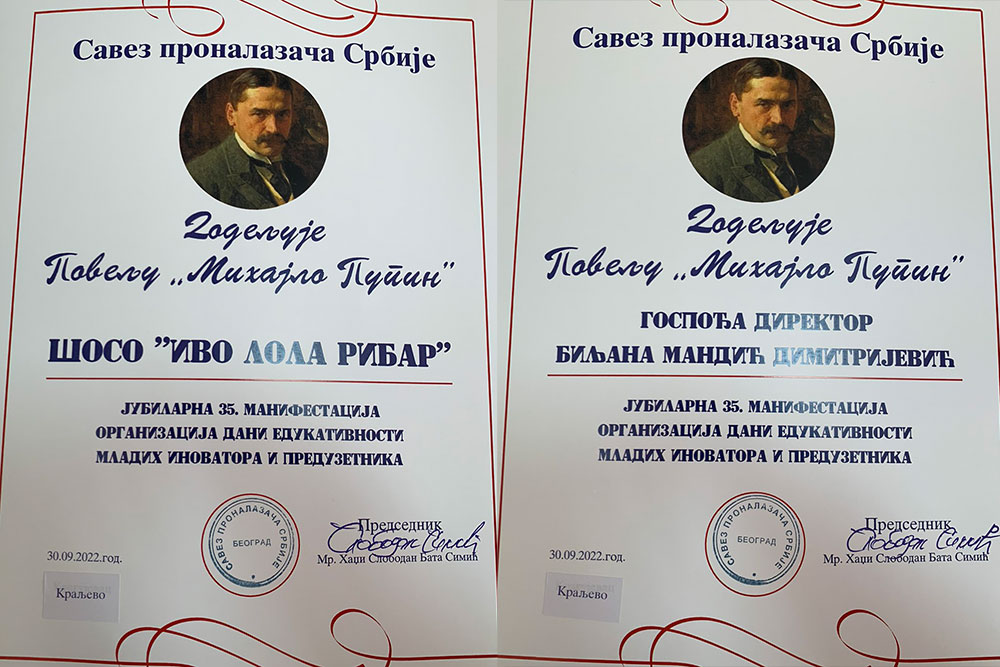 Савез проналазача Србије
Додељује
Повељу „Михајло Пупин"
ШОСО "ИВО ЛОЛА РИБАР"
ЈУБИЛАРНА 35. МАНИФЕСТАЦИЈА
ОРГАНИЗАЦИЈА ДАНИ ЕДУКАТИВНОСТИ
МЛАДИХ ИНОВАТОРА И ПРЕДУЗЕТНИКА
САВЕЗ ПРОНАЛАЗАЧА СРБИЈЕ
БЕОГРАД
Председник
Мр. Хаџи Слободан Бата Симић
30.09.2022.год.
Краљево
Савез проналазача Србије
Додељује
Повељу „Михајло Пупин"
ГОСПОЂА ДИРЕКТОР
БИЉАНА МАНДИЋ ДИМИТРИЈЕВИЋ
ЈУБИЛАРНА 35. МАНИФЕСТАЦИЈА
ОРГАНИЗАЦИЈА ДАНИ ЕДУКАТИВНОСТИ
МЛАДИХ ИНОВАТОРА И ПРЕДУЗЕТНИКА
САВЕЗ ПРОНАЛАЗАЧА СРБИЈЕ
БЕОГРАД
Председник
Мр. Хаџи Слободан Бата Симић
30.09.2022.год.
Краљево